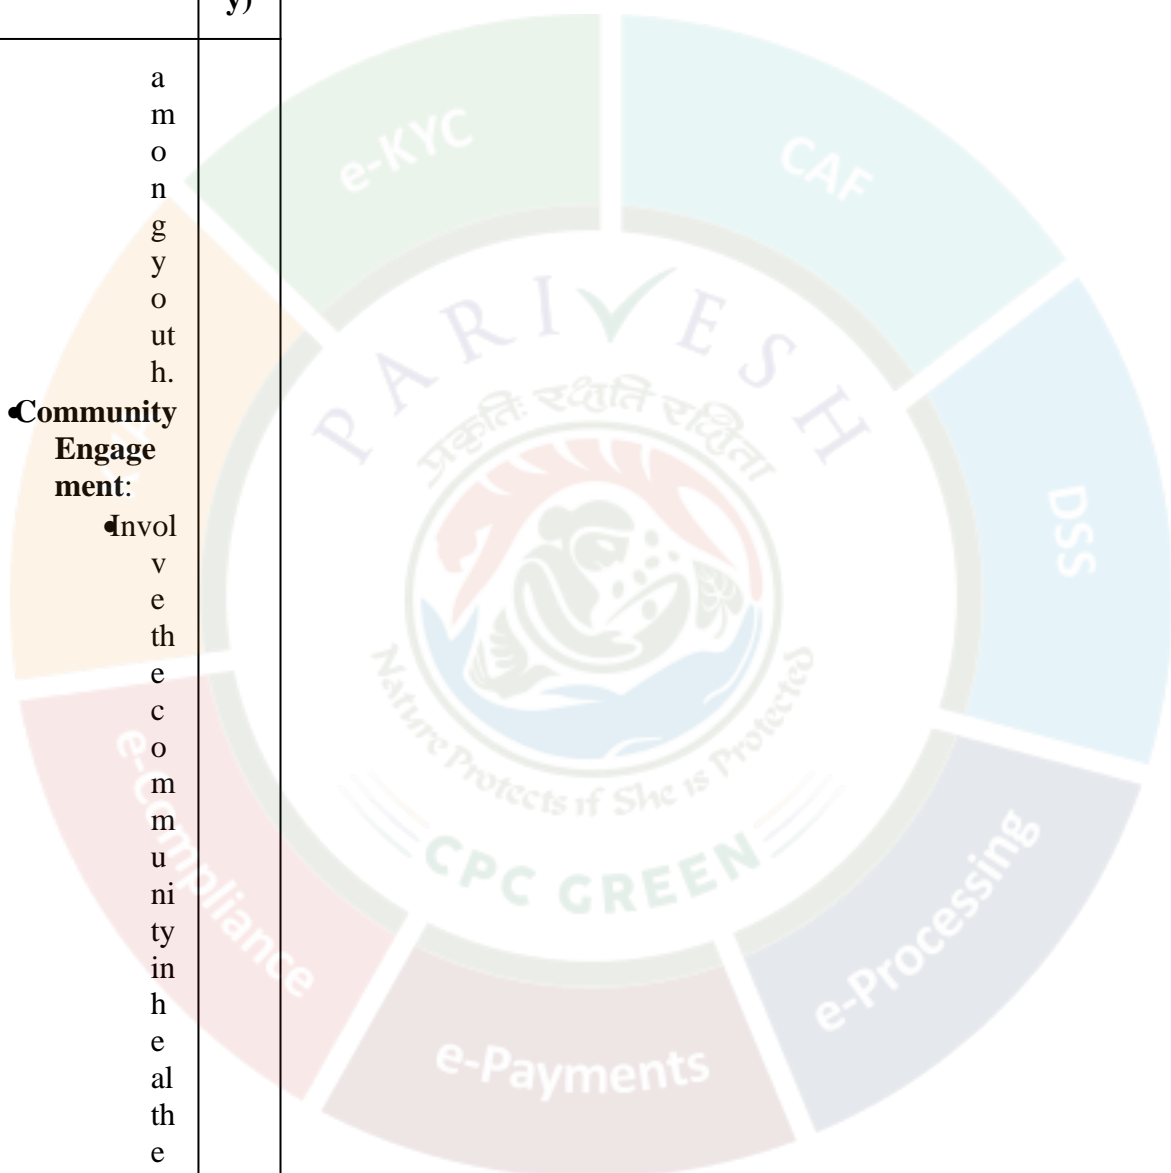 y)
a
m
o
n
g
y
o
ut
h.
•Community
Engage
ment:
•Invol
v
e
th
e
c
o
m
m
u
ni
ty
in
h
e
al
th
e
e-KYC
CAF
DSS
e-Processing
e-Payments
e-Compliance
PARIVESH
प्रकृतिः रक्षति रक्षिता
Nature Protects if She is Protected
CPC GREEN